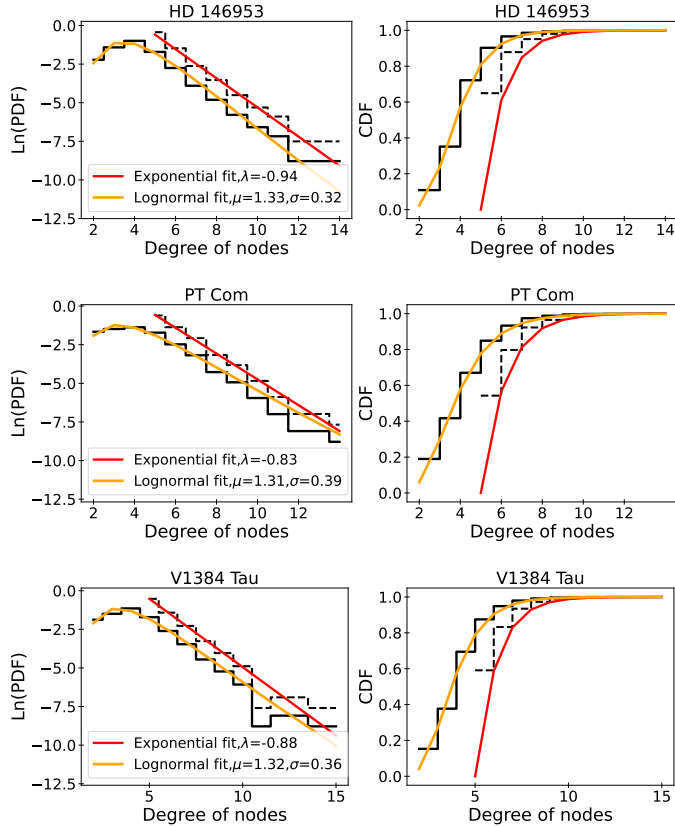 HD 146953
HD 146953
0.0
−2.5
−5.0
−7.5
−10.0
−12.5
Ln(PDF)
Exponential fit,λ=-0.94
Lognormal fit,μ=1.33,σ=0.32
2 4 6 8 10 12 14
Degree of nodes
1.0
0.8
0.6
0.4
0.2
0.0
CDF
2 4 6 8 10 12 14
Degree of nodes
PT Com
PT Com
0.0
−2.5
−5.0
−7.5
−10.0
−12.5
Ln(PDF)
Exponential fit,λ=-0.83
Lognormal fit,μ=1.31,σ=0.39
2 4 6 8 10 12
Degree of nodes
1.0
0.8
0.6
0.4
0.2
0.0
CDF
2 4 6 8 10 12
Degree of nodes
V1384 Tau
V1384 Tau
0.0
−2.5
−5.0
−7.5
−10.0
−12.5
Ln(PDF)
Exponential fit,λ=-0.88
Lognormal fit,μ=1.32,σ=0.36
5 10 15
Degree of nodes
1.0
0.8
0.6
0.4
0.2
0.0
CDF
5 10 15
Degree of nodes